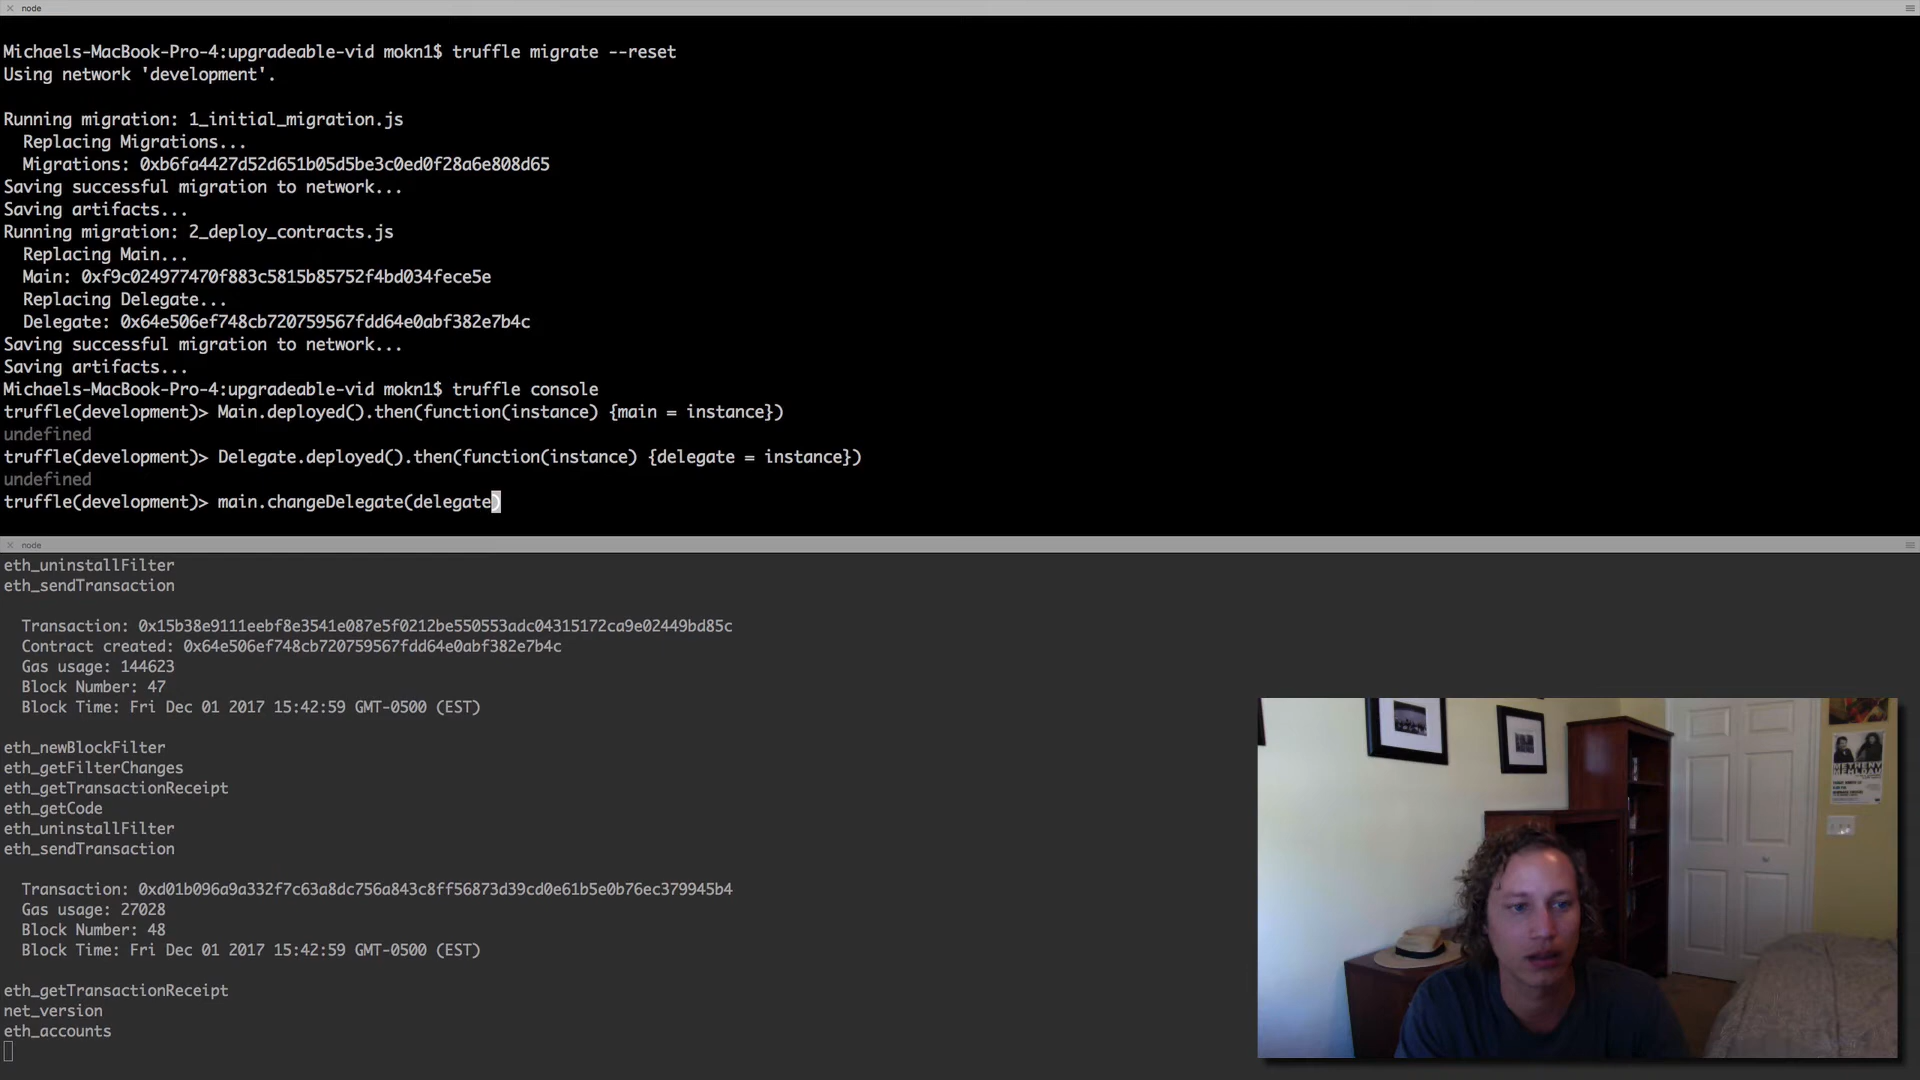 node
Michaels-MacBook-Pro-4:upgradeable-vid mokn1$ truffle migrate --reset
Using network 'development'.
Running migration: 1_initial_migration.js
Replacing Migrations...
Migrations: 0xb6fa4427d52d651b05d5be3c0ed0f28a6e808d65
Saving successful migration to network...
Saving artifacts...
Running migration: 2_deploy_contracts.js
Replacing Main...
Main: 0xf9c024977470f883c5815b85752f4bd034fece5e
Replacing Delegate...
Delegate: 0x64e506ef748cb720759567fdd64e0abf382e7b4c
Saving successful migration to network...
Saving artifacts...
Michaels-MacBook-Pro-4:upgradeable-vid mokn1$ truffle console
truffle(development)> Main.deployed().then(function(instance) {main = instance})
undefined
truffle(development)> Delegate.deployed().then(function(instance) {delegate = instance})
undefined
truffle(development)> main.changeDelegate(delegate)
node
eth_uninstallFilter
eth_sendTransaction
Transaction: 0x15b38e9111eebf8e3541e087e5f0212be550553adc04315172ca9e02449bd85c
Contract created: 0x64e506ef748cb720759567fdd64e0abf382e7b4c
Gas usage: 144623
Block Number: 47
Block Time: Fri Dec 01 2017 15:42:59 GMT-0500 (EST)
eth_newBlockFilter
eth_getFilterChanges
eth_getTransactionReceipt
eth_getCode
eth_uninstallFilter
eth_sendTransaction
Transaction: 0xd01b096a9a332f7c63a8dc756a843c8ff56873d39cd0e61b5e0b76ec379945b4
Gas usage: 27028
Block Number: 48
Block Time: Fri Dec 01 2017 15:42:59 GMT-0500 (EST)
eth_getTransactionReceipt
net_version
eth_accounts
METHENY
MEHLDAU